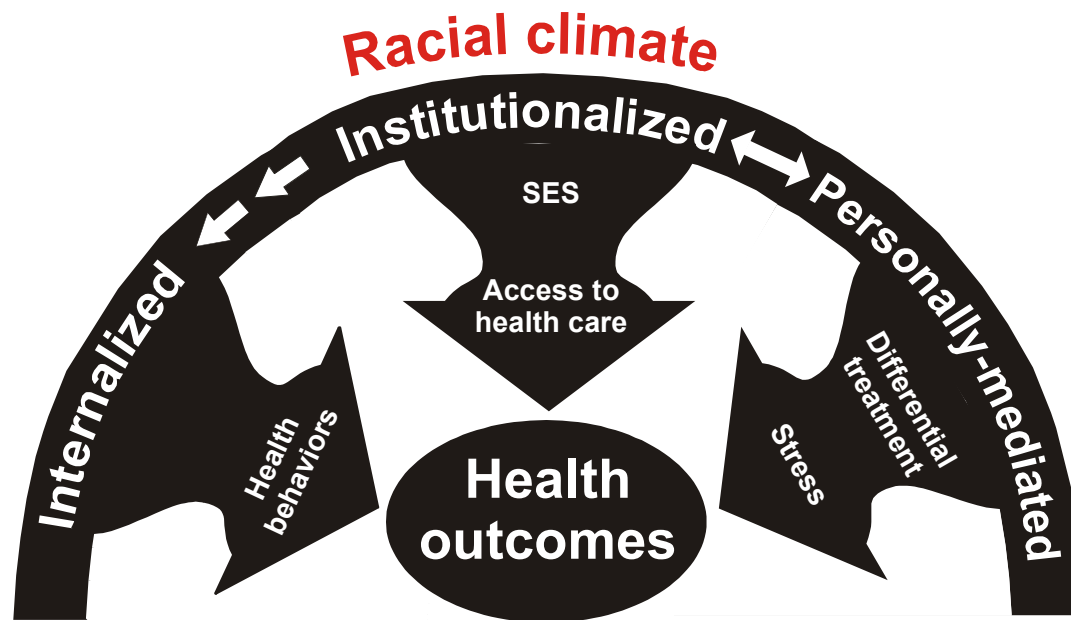 Racial climate
Institutionalized
Internalized
Personally-mediated
SES
Access to
health care
Health
behaviors
Differential
treatment
Stress
Health
outcomes